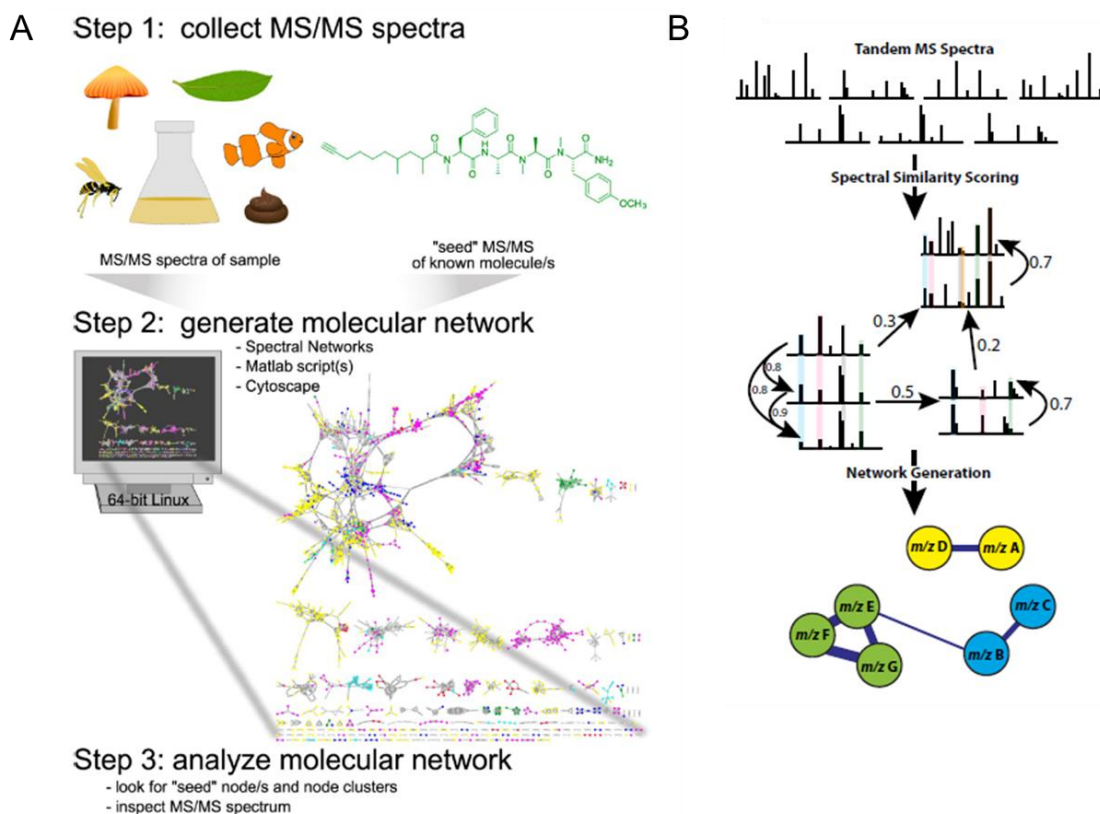 A
Step 1: collect MS/MS spectra
NH₂
OCH₃
MS/MS spectra of sample
"seed" MS/MS
of known molecule/s
Step 2: generate molecular network
- Spectral Networks
- Matlab script(s)
- Cytoscape
64-bit Linux
Step 3: analyze molecular network
- look for "seed" node/s and node clusters
- inspect MS/MS spectrum
B
Tandem MS Spectra
Spectral Similarity Scoring
0.7
0.3
0.2
0.8
0.8
0.9
0.5
0.7
Network Generation
m/z D
m/z A
m/z E
m/z C
m/z F
m/z B
m/z G